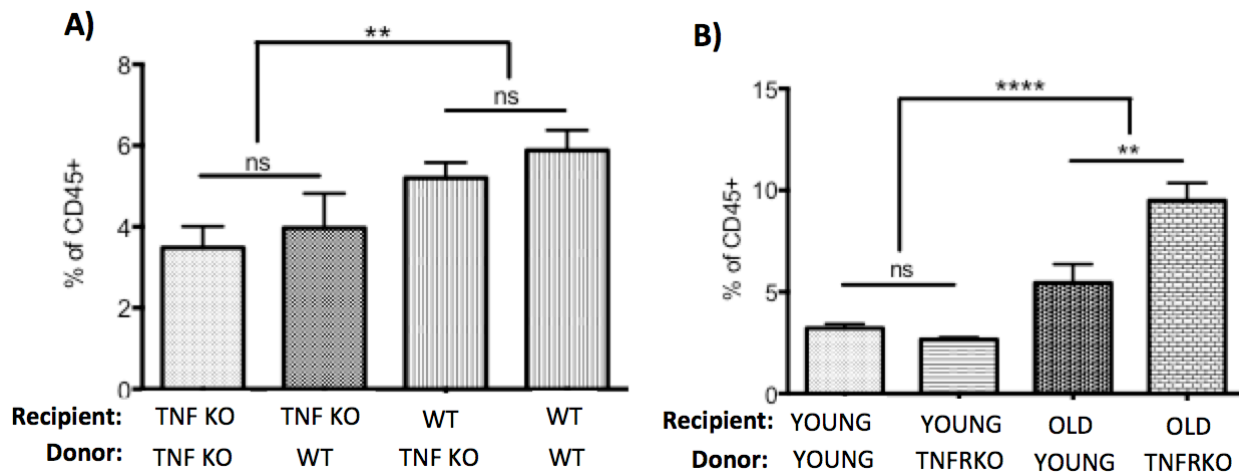 A)
**
8
ns
6
ns
4
2
0
% of CD45+
Recipient: TNF KO TNF KO WT WT
Donor: TNF KO WT TNF KO WT
B)
15
****
**
10
ns
5
0
% of CD45+
Recipient: YOUNG YOUNG OLD OLD
Donor: YOUNG TNFRKO YOUNG TNFRKO